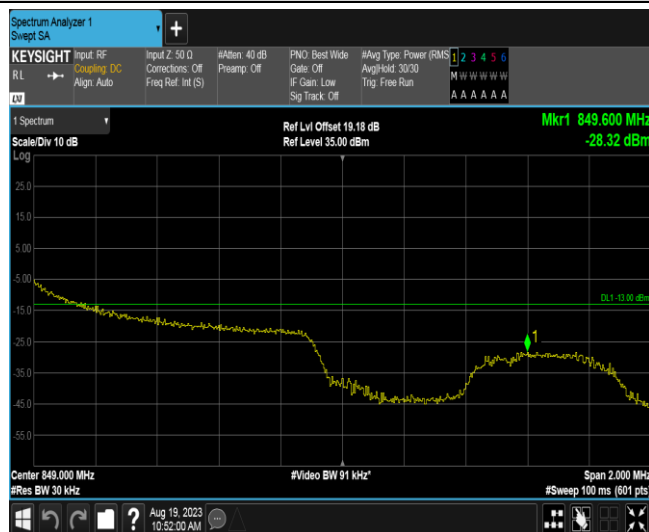 Spectrum Analyzer 1
Swept SA
+
KEYSIGHT
RL
LXI
Input: RF
Coupling: DC
Align: Auto
Input Z: 50 Ω
Corrections: Off
Freq Ref: Int (S)
#Atten: 40 dB
Preamp: Off
PNO: Best Wide
Gate: Off
IF Gain: Low
Sig Track: Off
#Avg Type: Power (RMS
Avg|Hold: 30/30
Trig: Free Run
1 2 3 4 5 6
M W W W W W
A A A A A A
1 Spectrum
Scale/Div 10 dB
Log
Ref Lvl Offset 19.18 dB
Ref Level 35.00 dBm
Mkr1 849.600 MHz
-28.32 dBm
25.0
15.0
5.00
-5.00
-15.0
-25.0
-35.0
-45.0
-55.0
DL1 -13.00 dBm
1
Center 849.000 MHz
#Res BW 30 kHz
#Video BW 91 kHz*
Span 2.000 MHz
#Sweep 100 ms (601 pts)
?
Aug 19, 2023
10:52:00 AM